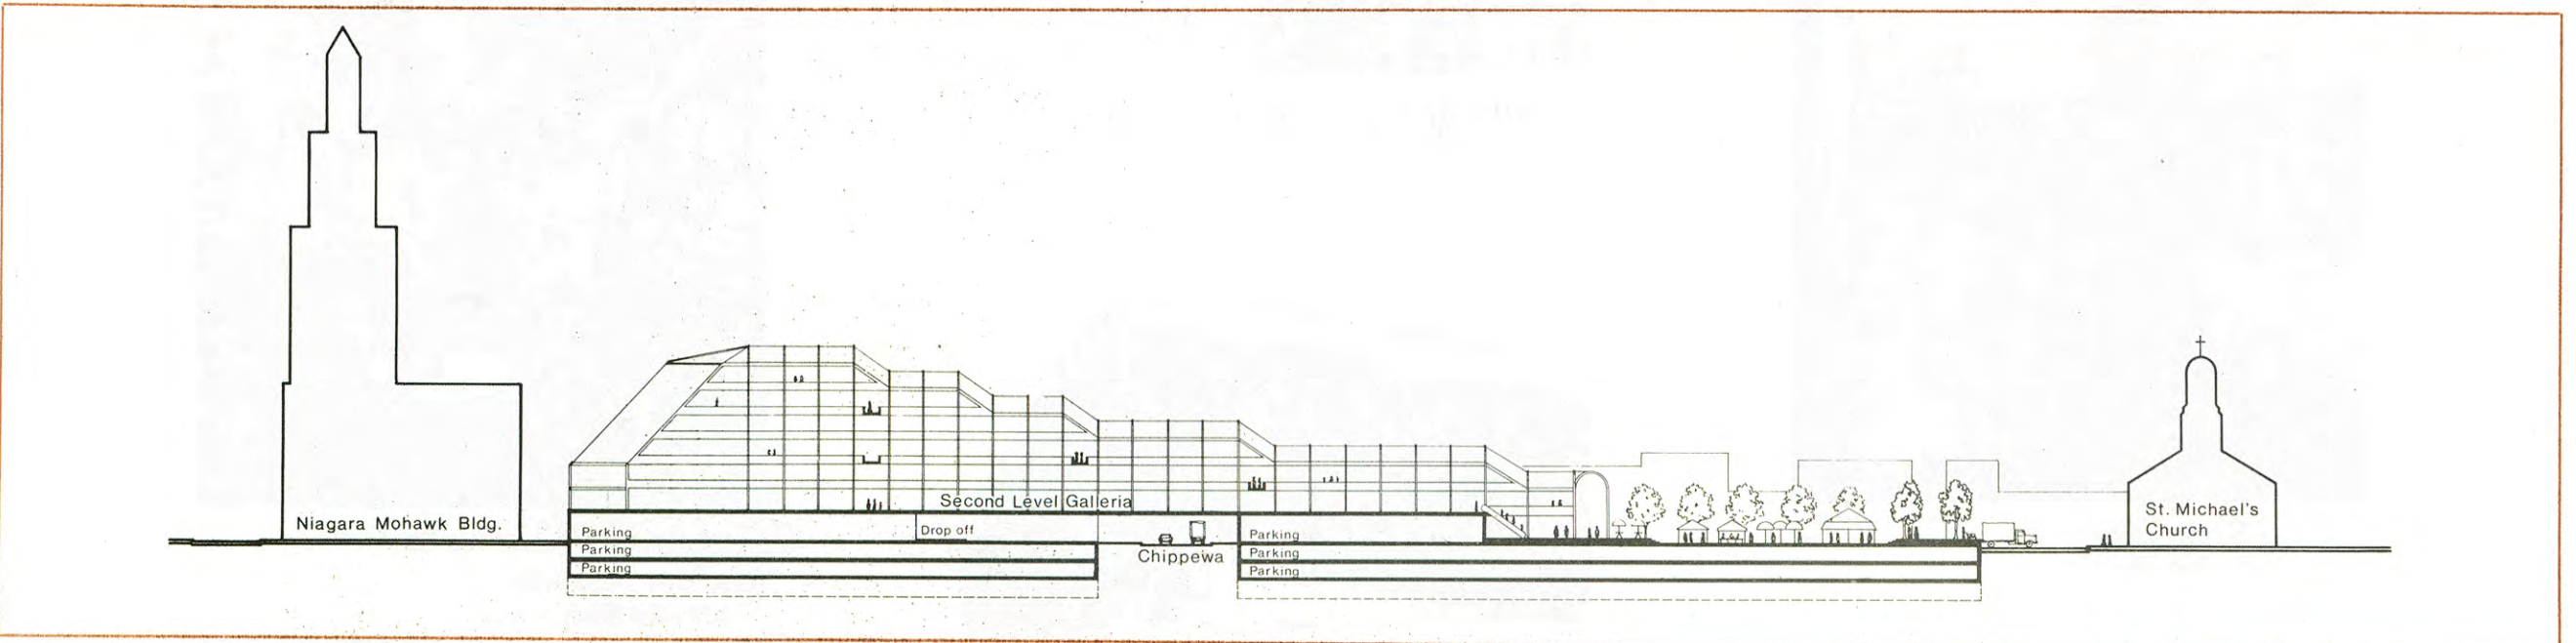 Niagara Mohawk Bldg.
Second Level Galleria
Parking
Drop off
Parking
Parking
Chippewa
Parking
Parking
Parking
St. Michael's
Church